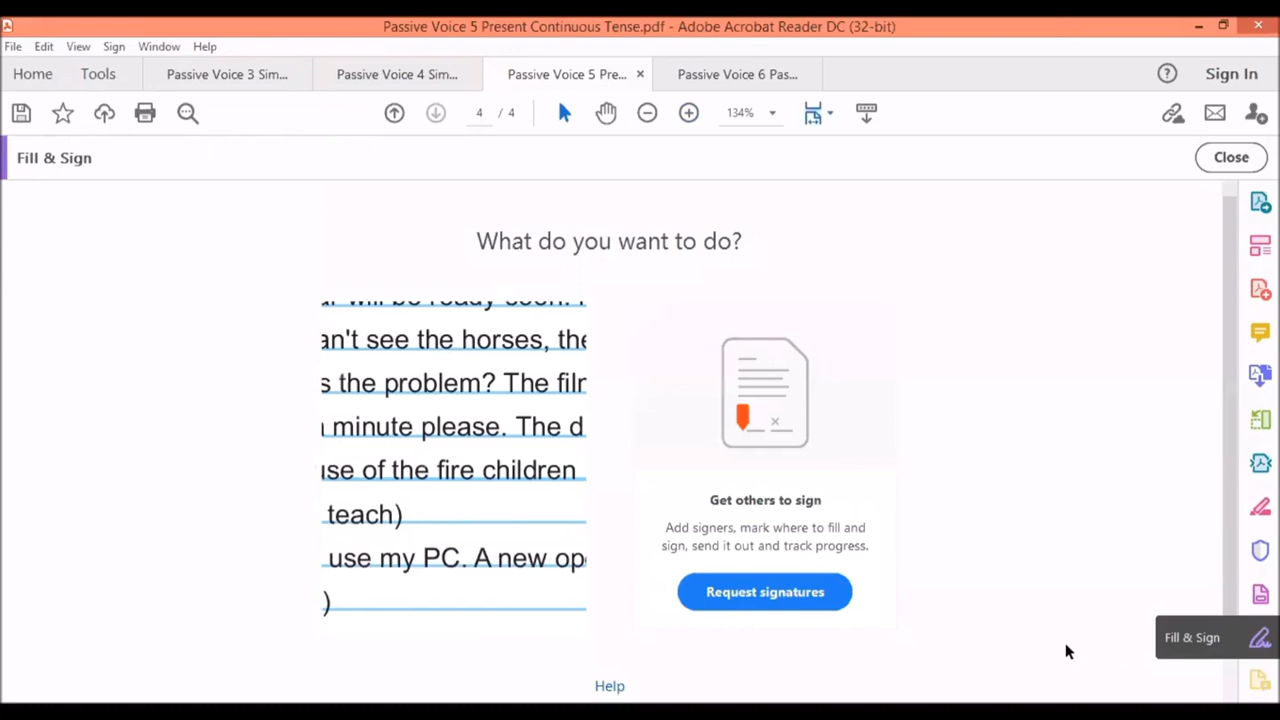 Passive Voice 5 Present Continuous Tense.pdf - Adobe Acrobat Reader DC (32-bit)
File Edit View Sign Window Help
Home Tools Passive Voice 3 Sim... Passive Voice 4 Sim... Passive Voice 5 Pre... Passive Voice 6 Pas... Sign In
4 / 4 134%
Fill & Sign Close
What do you want to do?
will be ready soon.
an't see the horses, the
s the problem? The film
minute please. The d
use of the fire children
teach)
use my PC. A new ope
)
Get others to sign
Add signers, mark where to fill and
sign, send it out and track progress.
Request signatures
Fill & Sign
Help